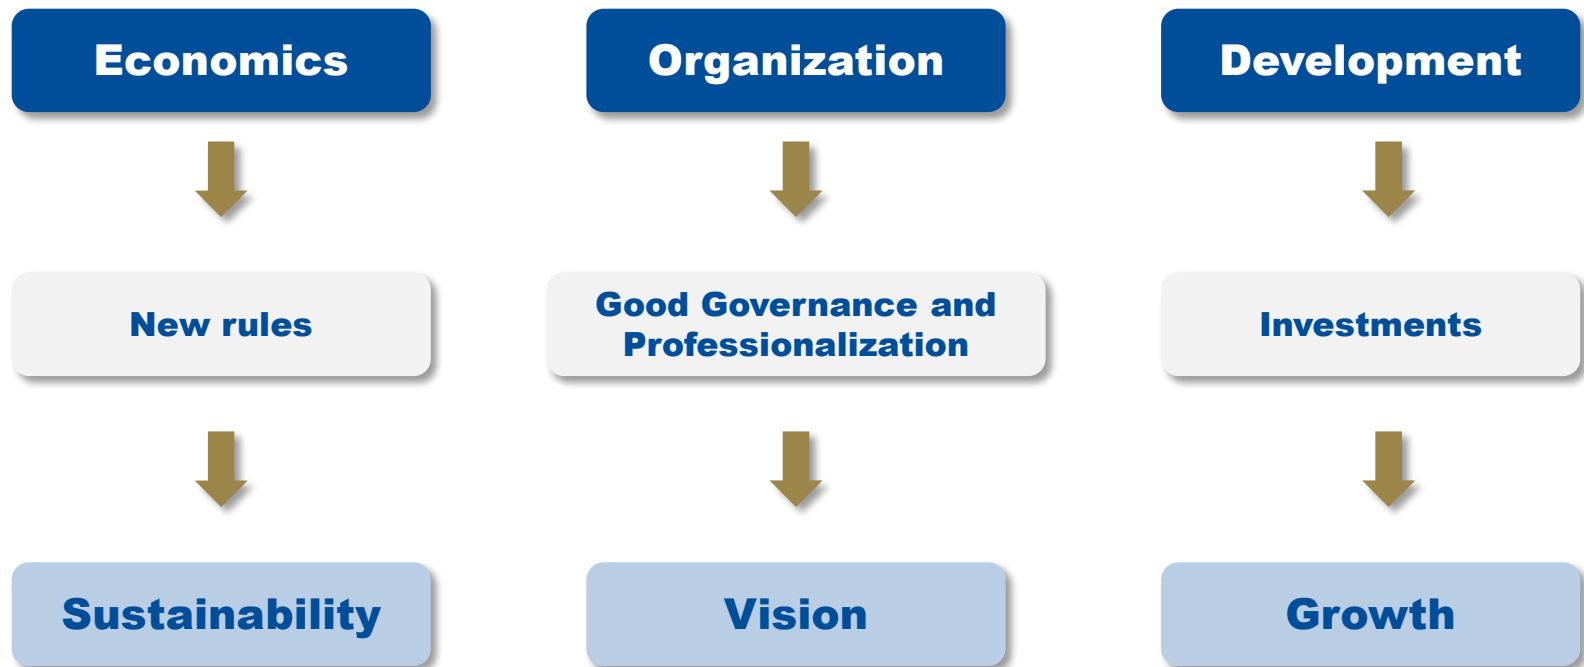 Economics
Organization
Development
New rules
Good Governance and
Professionalization
Investments
Sustainability
Vision
Growth